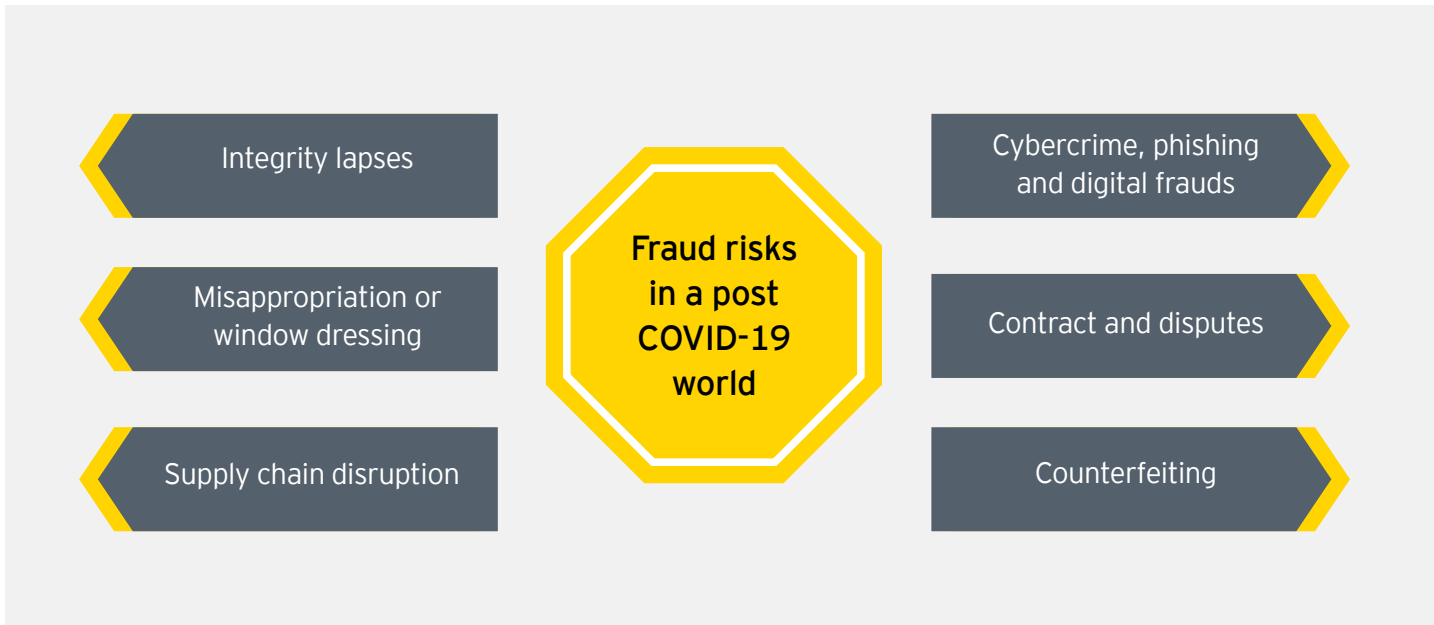 Integrity lapses
Misappropriation or
window dressing
Supply chain disruption
Fraud risks
in a post
COVID-19
world
Cybercrime, phishing
and digital frauds
Contract and disputes
Counterfeiting